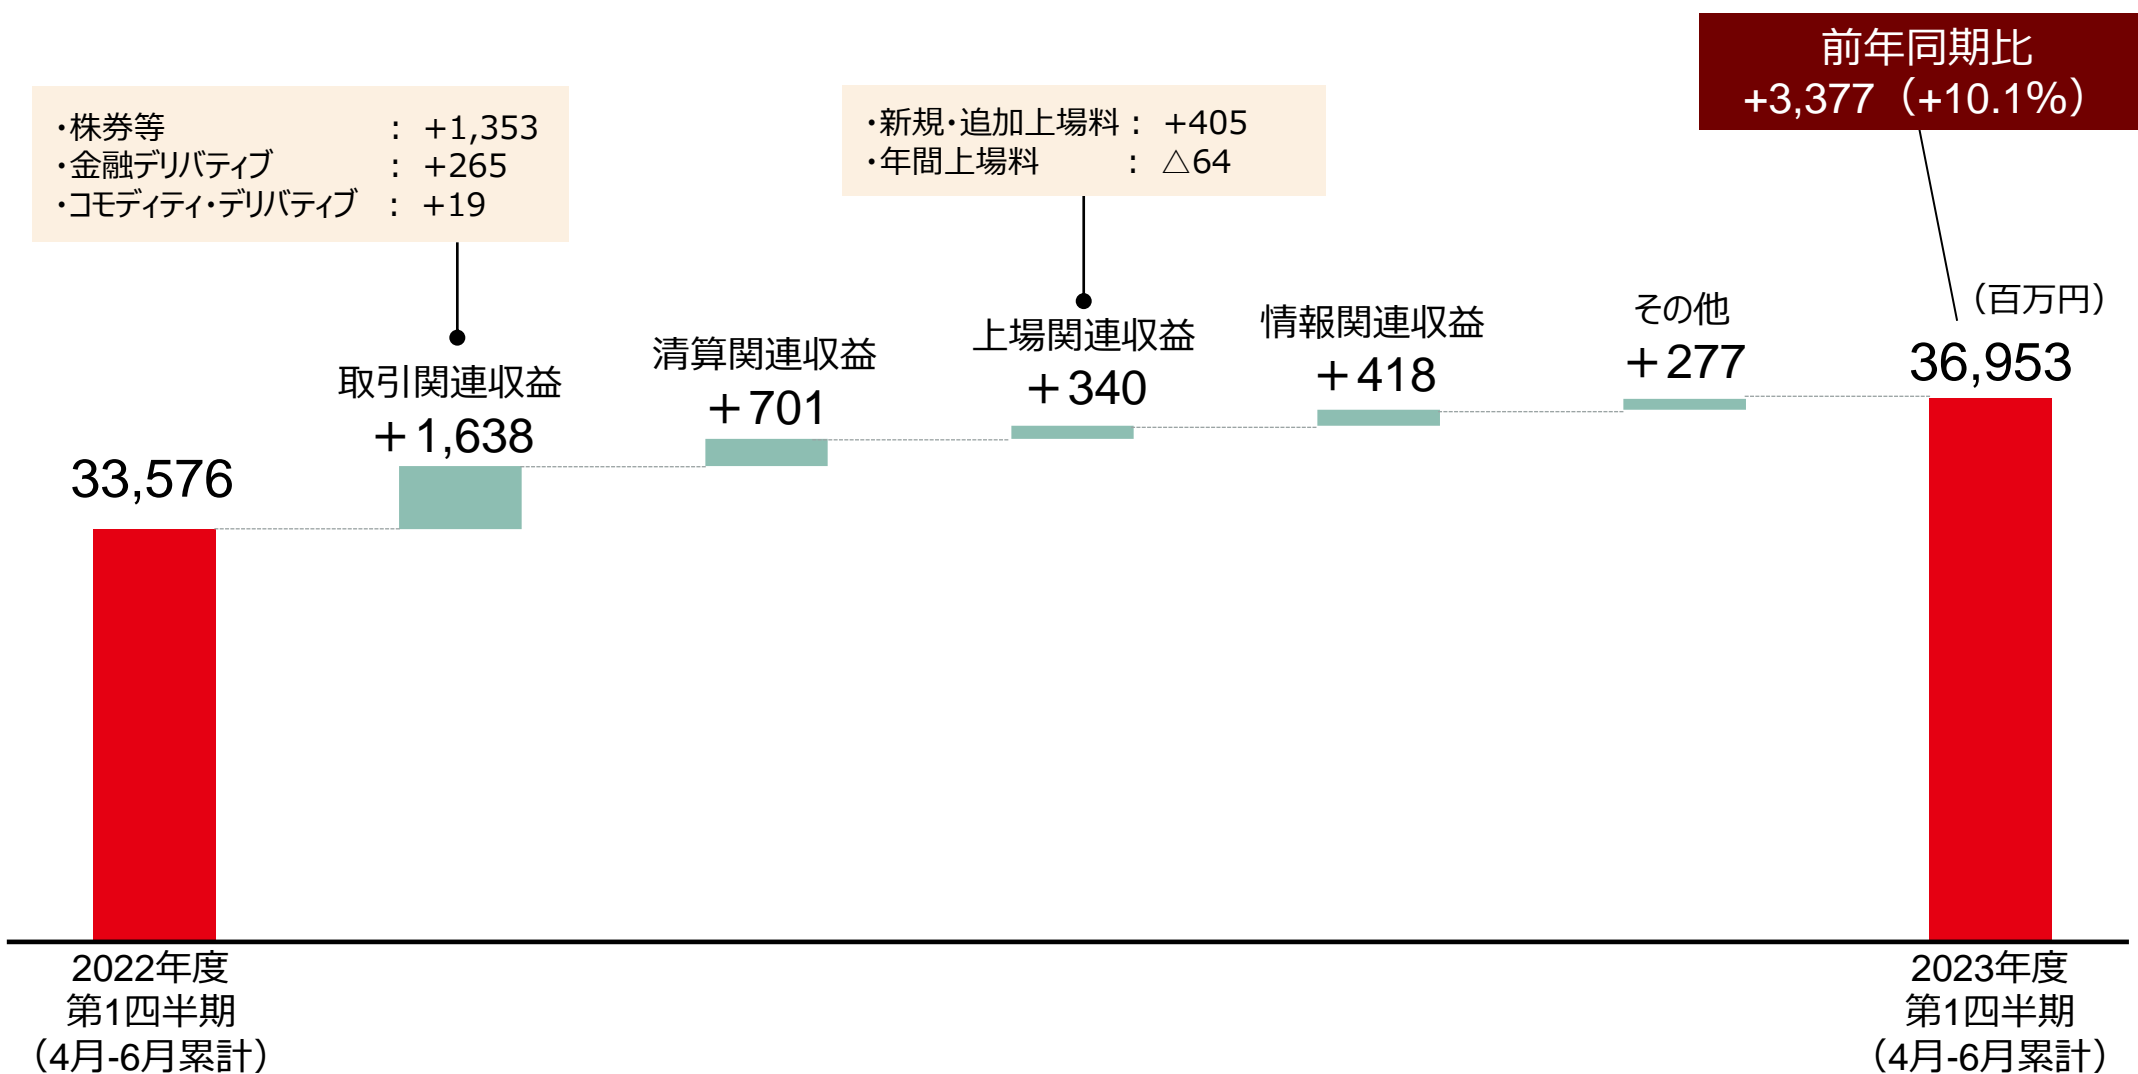 前年同期比
+3,377（+10.1%）
・株券等 : +1,353
・金融デリバティブ : +265
・コモディティ・デリバティブ : +19
・新規・追加上場料 : +405
・年間上場料 : △64
（百万円）
33,576
取引関連収益
＋1,638
清算関連収益
＋701
上場関連収益
＋340
情報関連収益
＋418
その他
＋277
36,953
2022年度
第1四半期
（4月-6月累計）
2023年度
第1四半期
（4月-6月累計）